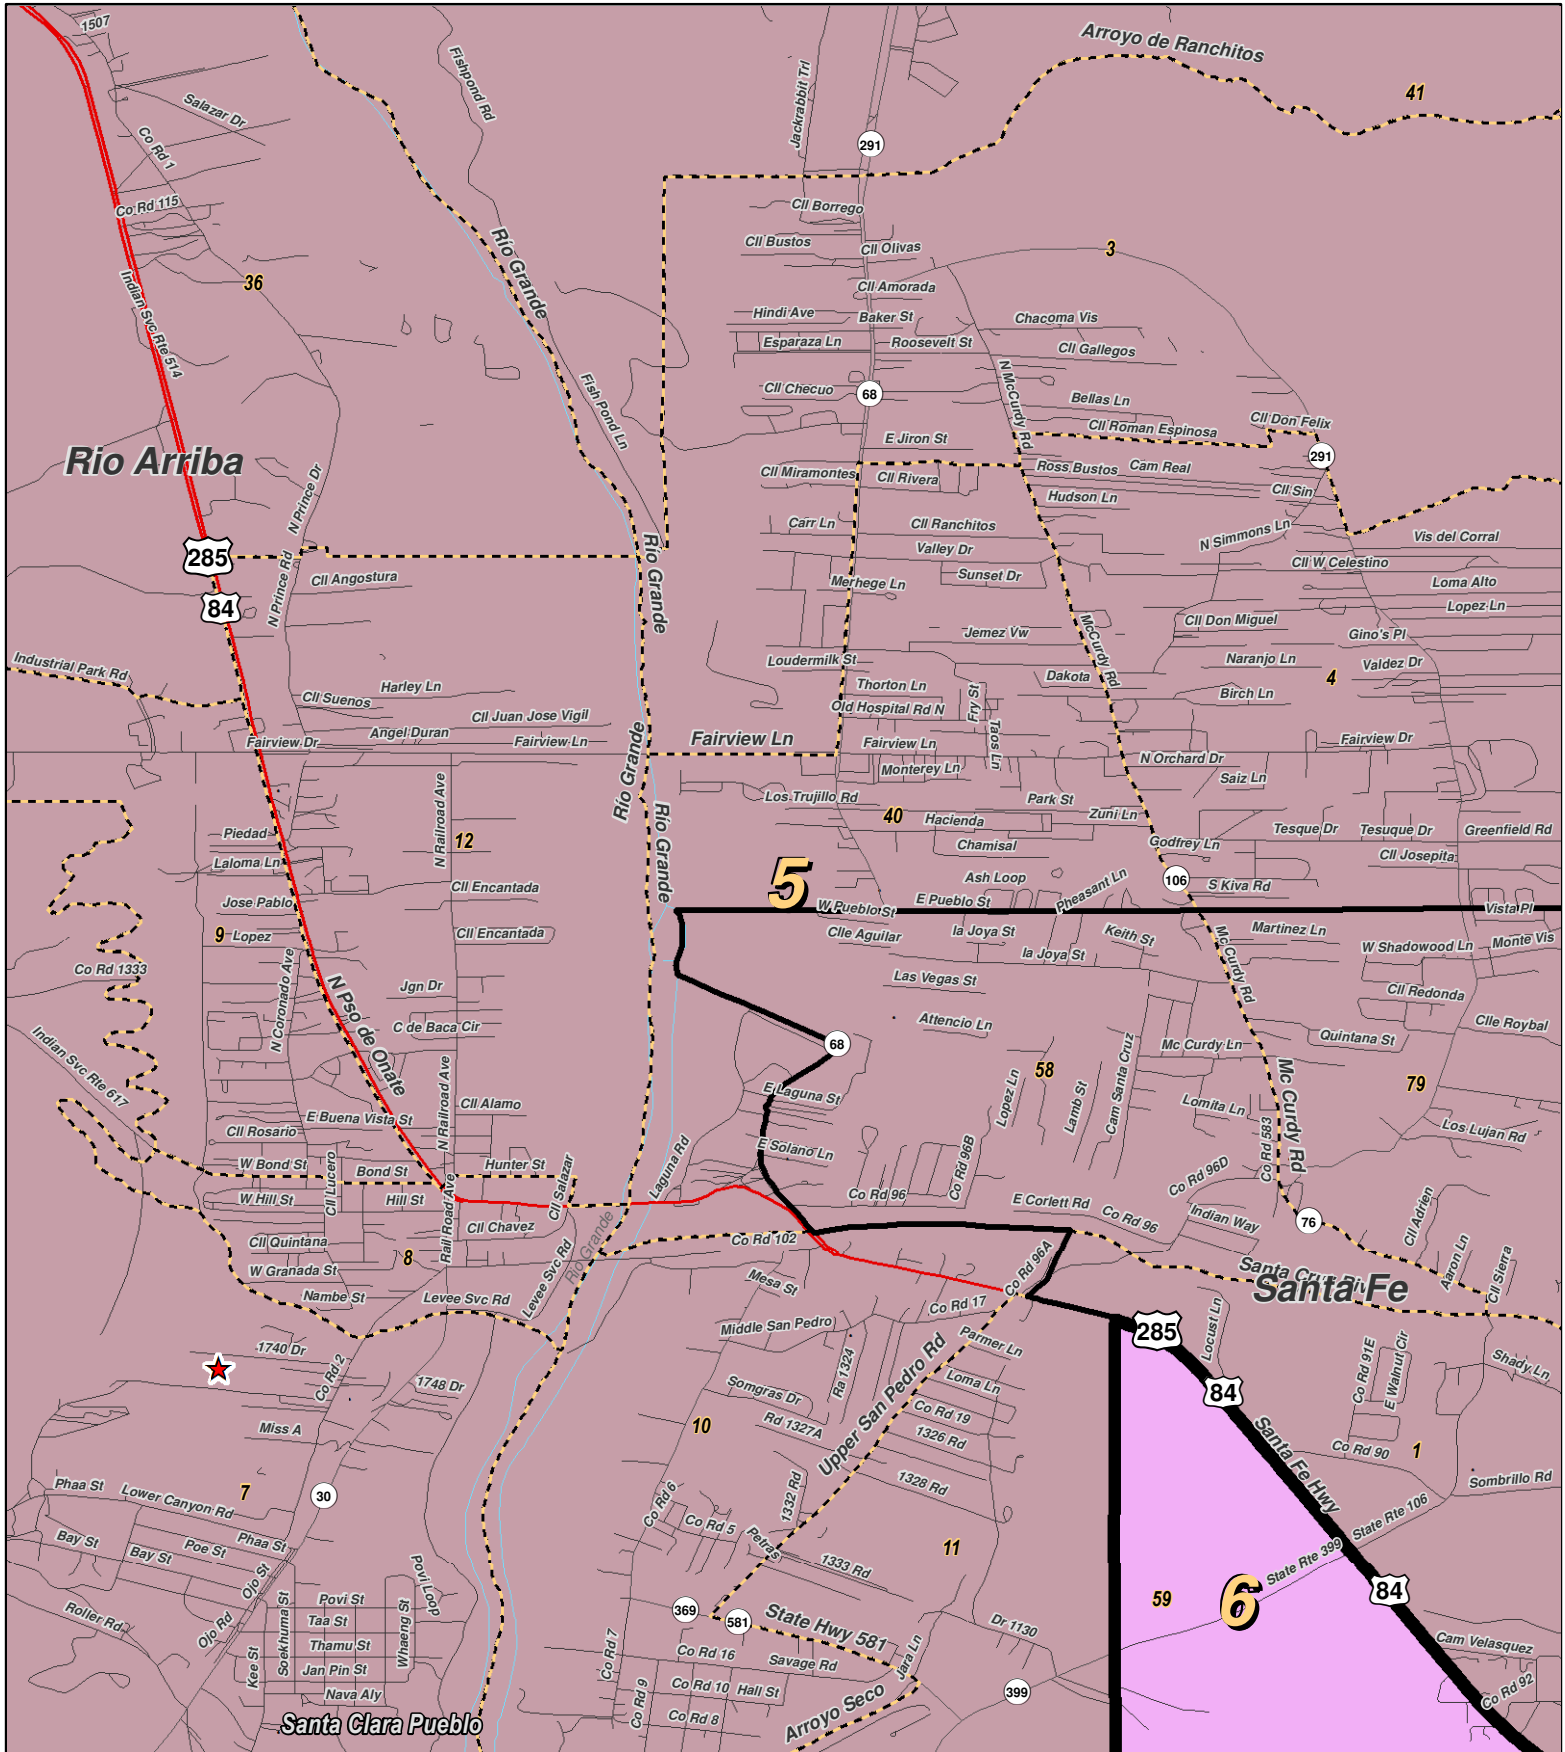 1507
Fishpond Rd
Jackrabbit Trl
Arroyo de Ranchitos
41
Salazar Dr
Co Rd 1
291
Co Rd 115
Cll Borrego
Cll Bustos
Cll Olivas
3
Rio Grande
36
Indian Svc Rte 514
Cll Amorada
Hindi Ave
Baker St
Chacoma Vis
Esparaza Ln
Roosevelt St
Cll Gallegos
Fish Pond Ln
Cll Checuo
68
N McCurdy Rd
Bellas Ln
Cll Roman Espinosa
Cll Don Felix
E Jiron St
291
Rio Arriba
Cll Miramontes
Cll Rivera
Ross Bustos
Cam Real
Hudson Ln
Cll Sin
N Prince Dr
Carr Ln
Cll Ranchitos
N Simmons Ln
Vis del Corral
285
Rio Grande
Valley Dr
Cll W Celestino
N Prince Rd
Cll Angostura
Merhege Ln
Sunset Dr
Loma Alto
84
Lopez Ln
Jemez Vw
McCurdy Rd
Cll Don Miguel
Gino's Pl
Industrial Park Rd
Loudermilk St
Naranjo Ln
Valdez Dr
4
Harley Ln
Cll Suenos
Thorton Ln
Dakota
Birch Ln
Old Hospital Rd N
Fry St
Taos Ln
Cll Juan Jose Vigil
Angel Duran
Fairview Dr
Fairview Ln
Rio Grande
Fairview Ln
Fairview Ln
Fairview Dr
N Orchard Dr
Monterey Ln
Saiz Ln
N Railroad Ave
Los Trujillo Rd
Park St
Zuni Ln
Rio Grande
40
Hacienda
Tesque Dr
Tesuque Dr
Greenfield Rd
Piedad
12
Chamisal
Godfrey Ln
Cll Josepita
Laloma Ln
5
Ash Loop
Pheasant Ln
106
S Kiva Rd
Jose Pablo
Cll Encantada
W Pueblo St
E Pueblo St
Vista Pl
9
Lopez
Cll Encantada
Clle Aguilar
la Joya St
Keith St
Martinez Ln
W Shadowood Ln
Monte Vis
la Joya St
Mc Curdy Rd
Co Rd 1333
N Coronado Ave
N Pso de Onate
Jgn Dr
Las Vegas St
Cll Redonda
C de Baca Cir
Attencio Ln
Quintana St
Clle Roybal
Indian Svc Rte 617
68
Mc Curdy Ln
58
79
N Railroad Ave
Cll Alamo
E Laguna St
Lopez Ln
Lamb St
Cam Santa Cruz
Lomita Ln
Mc Curdy Rd
E Buena Vista St
Cll Rosario
Los Lujan Rd
E Solano Ln
Co Rd 583
W Bond St
Cll Lucero
Bond St
Hunter St
Laguna Rd
Co Rd 96B
Co Rd 96D
W Hill St
Hill St
Cll Salazar
Co Rd 96
E Corlett Rd
Co Rd 96
Indian Way
76
Cll Adrien
Cll Chavez
Cll Quintana
Rail Road Ave
Rio Grande
Co Rd 102
Co Rd 96A
8
W Granada St
Levee Svc Rd
Mesa St
Santa Fe
Aaron Ln
Cll Sierra
Nambe St
Levee Svc Rd
Co Rd 17
Middle San Pedro
285
Locust Ln
1740 Dr
Co Rd 2
Parmer Ln
Co Rd 91E
E Walnut Cir
Shady Ln
1748 Dr
Ra 1324
Upper San Pedro Rd
Loma Ln
84
Somgras Dr
Miss A
10
Rd 1327A
Co Rd 19
1326 Rd
Santa Fe Hwy
Co Rd 90
1
Phaa St
Lower Canyon Rd
7
30
Co Rd 6
1332 Rd
1328 Rd
Sombrillo Rd
Bay St
Bay St
Poe St
Phaa St
Co Rd 5
Petras
State Rte 106
11
1333 Rd
State Rte 399
Ojo St
Povi Loop
59
6
84
Roller Rd
Ojo Rd
Povi St
Taa St
369
581
State Hwy 581
Dr 1130
Kee St
Soekhuma St
Thamu St
Whaeng St
Cam Velasquez
Jan Pin St
Co Rd 7
Co Rd 16
Savage Rd
Jara Ln
Nava Aly
Co Rd 9
Co Rd 10
Hall St
399
Co Rd 92
Santa Clara Pueblo
Co Rd 8
Arroyo Seco